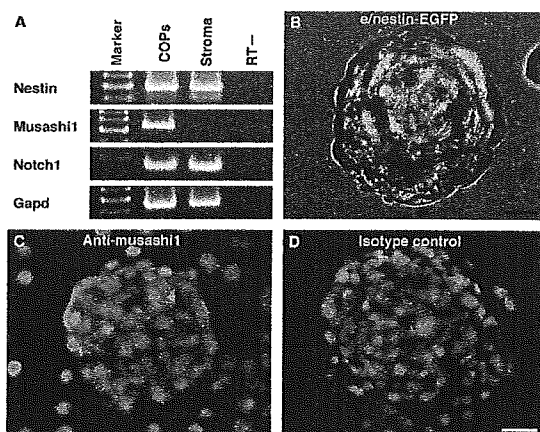 A
Marker
COPs
Stroma
RT–
Nestin
Musashi1
Notch1
Gapd
B
e/nestin-EGFP
C
Anti-musashi1
D
Isotype control